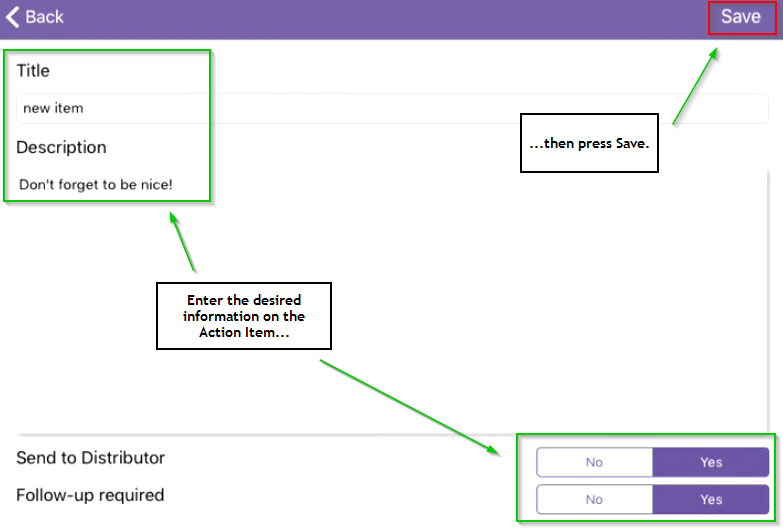 Back
Save
Title
new item
...then press Save.
Description
Don't forget to be nice!
Enter the desired
information on the
Action Item...
Send to Distributor
No Yes
Follow-up required
No Yes